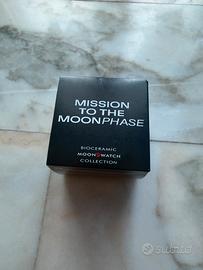 MISSION
TO THE
MOONPHASE
BIOCERAMIC
MOONSWATCH
COLLECTION
subito